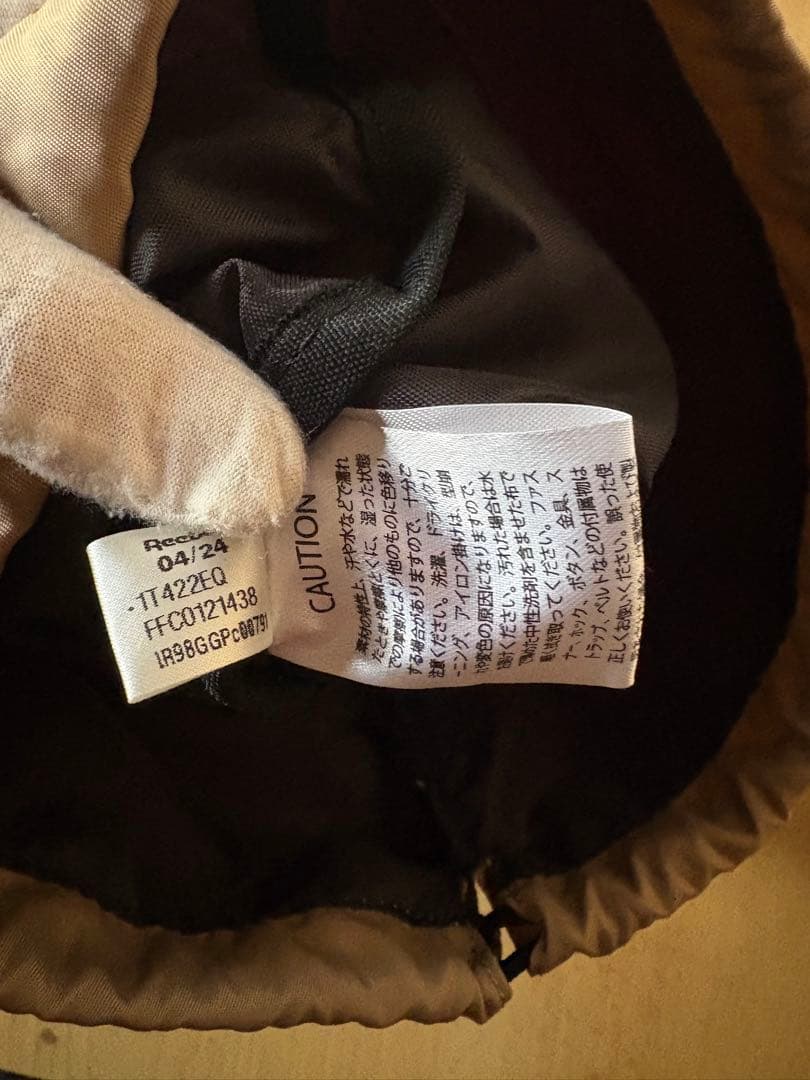 04/24
1T422EQ
FFC0121438
CAUTION
素材の特性上、汗や水などで濡れ
たときや摩擦とくに、湿った状態
での摩擦により他のものに色移り
する場合がありますので、十分ご
注意ください。洗濯、ドライクリ
ーニング、アイロン掛けは、型崩
れや変色の原因になりますので、
お避けください。汚れた場合は水
で薄めた中性洗剤を含ませた布で
拭き取ってください。ファス
ナー、ホック、ボタン、金具、ス
トラップ、ベルトなどの付属物は
正しくお使いください。誤った使